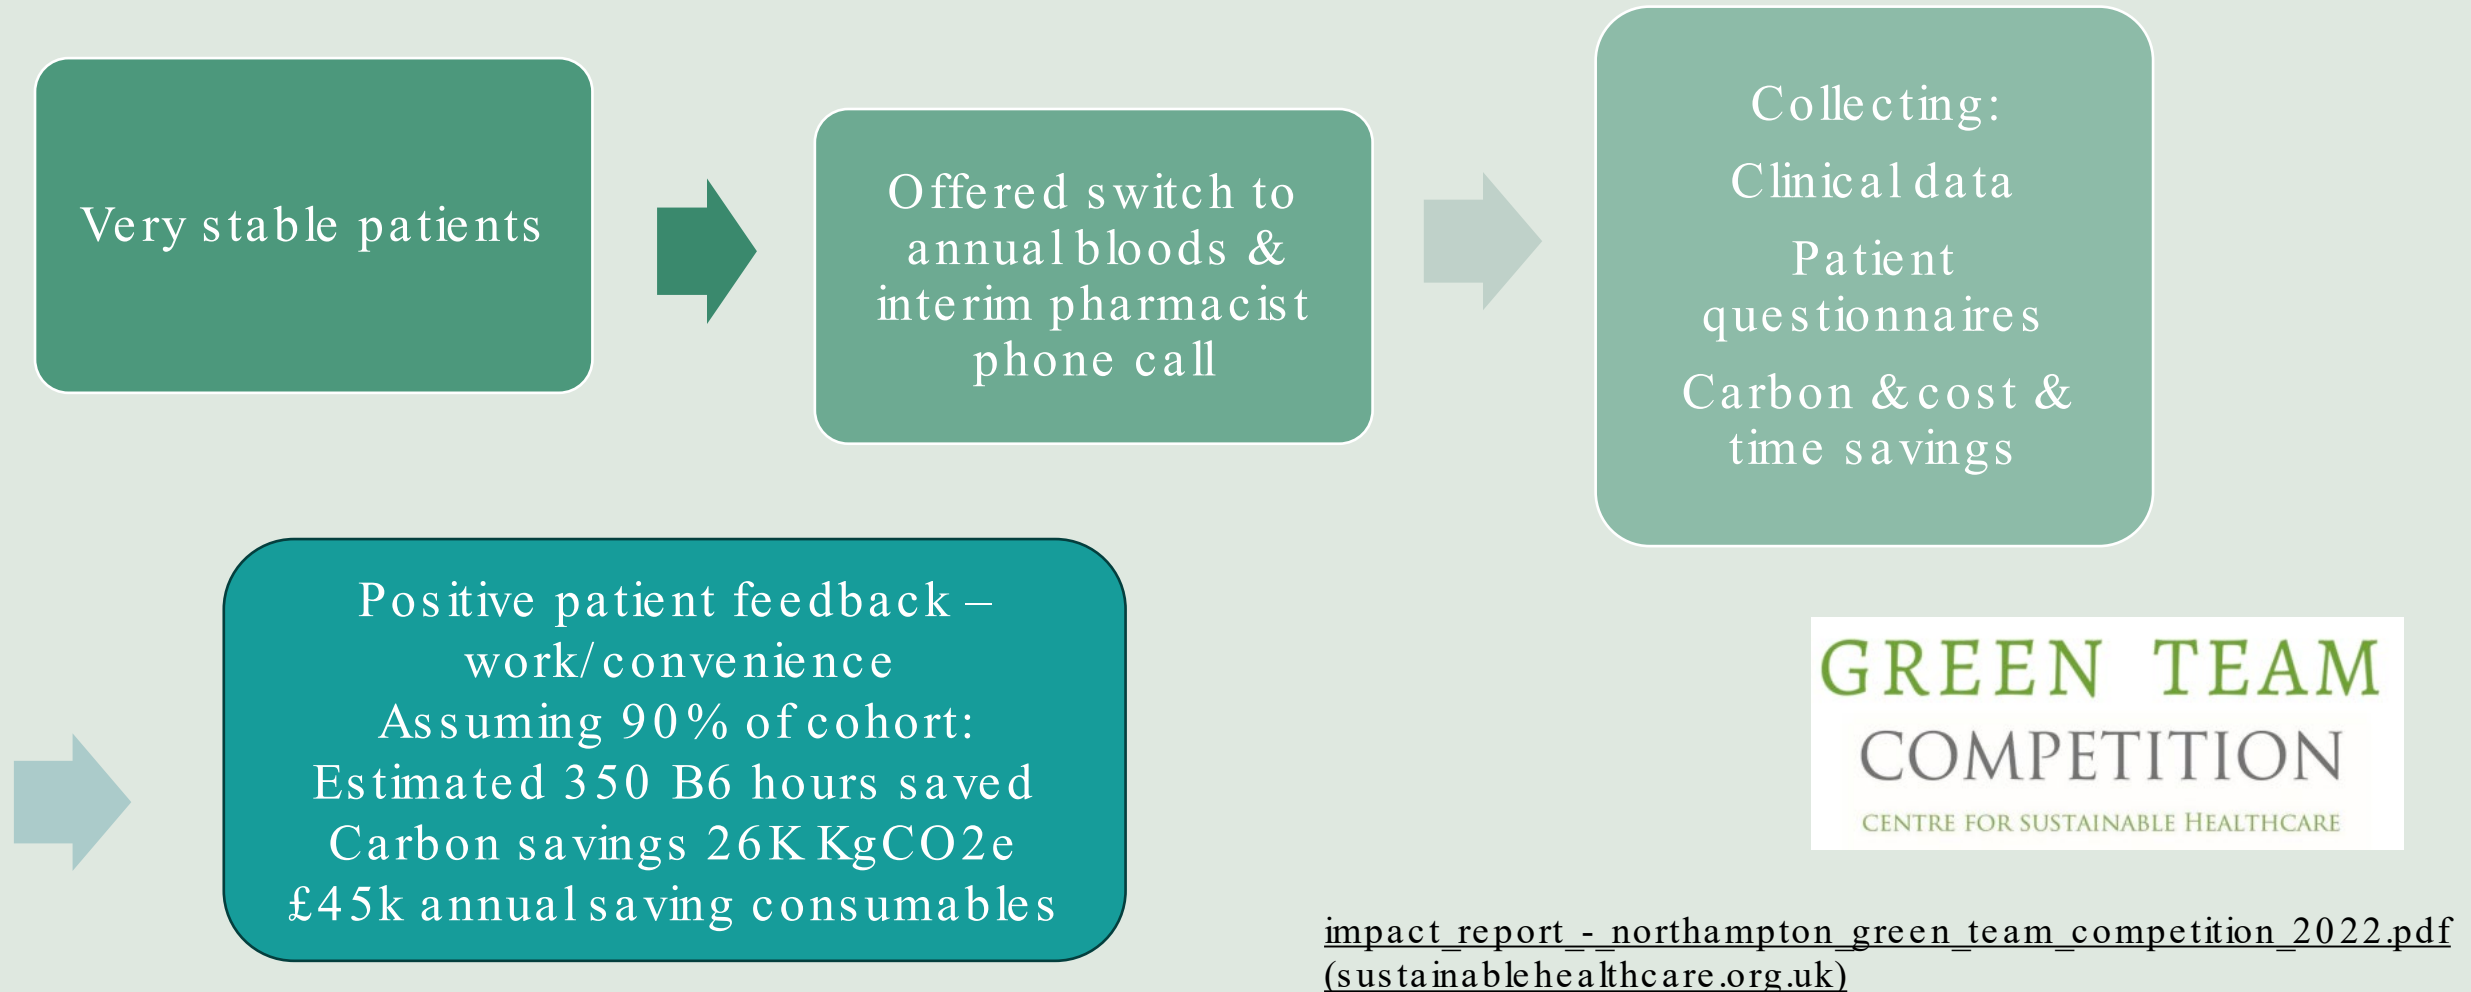 Very stable patients
Offered switch to
annual bloods &
interim pharmacist
phone call
Collecting:
Clinical data
Patient
questionnaires
Carbon & cost &
time savings
Positive patient feedback –
work/convenience
Assuming 90% of cohort:
Estimated 350 B6 hours saved
Carbon savings 26K KgCO2e
£45k annual saving consumables
GREEN TEAM
COMPETITION
CENTRE FOR SUSTAINABLE HEALTHCARE
impact_report_-_northampton_green_team_competition_2022.pdf
(sustainablehealthcare.org.uk)